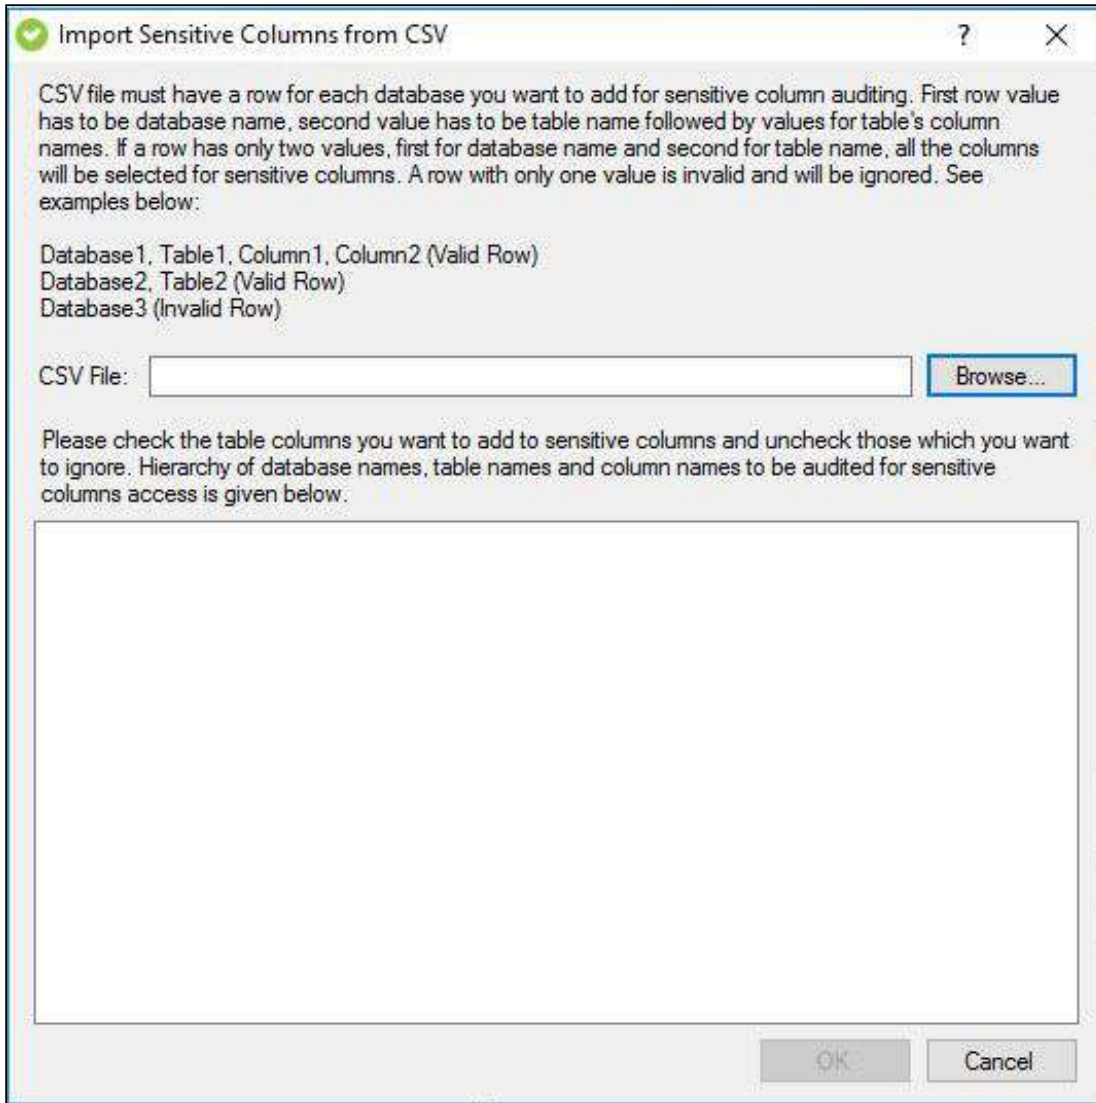 Import Sensitive Columns from CSV ?
CSV file must have a row for each database you want to add for sensitive column auditing. First row value
has to be database name, second value has to be table name followed by values for table's column
names. If a row has only two values, first for database name and second for table name, all the columns
will be selected for sensitive columns. A row with only one value is invalid and will be ignored. See
examples below:
Database1, Table1, Column1, Column2 (Valid Row)
Database2, Table2 (Valid Row)
Database3 (Invalid Row)
CSV File: Browse...
Please check the table columns you want to add to sensitive columns and uncheck those which you want
to ignore. Hierarchy of database names, table names and column names to be audited for sensitive
columns access is given below.
OK Cancel